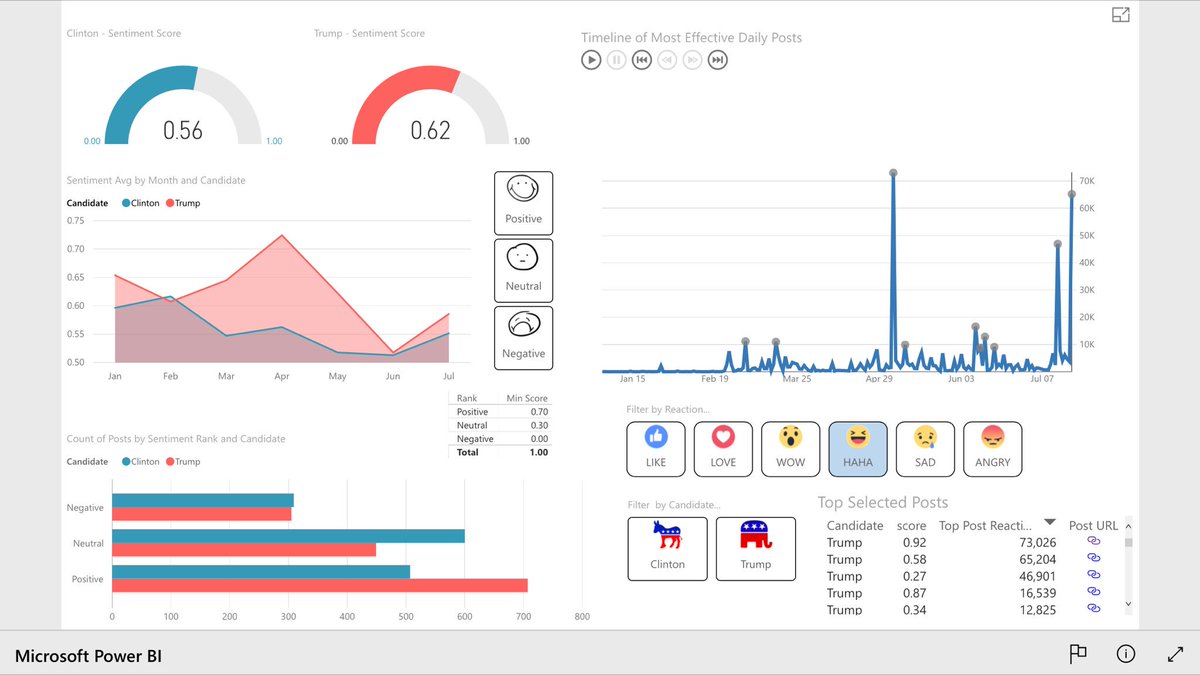 Clinton - Sentiment Score
0.00
0.56
1.00
Trump - Sentiment Score
0.00
0.62
1.00
Timeline of Most Effective Daily Posts
Sentiment Avg by Month and Candidate
Candidate Clinton Trump
0.75
0.70
0.65
0.60
0.55
0.50
Jan Feb Mar Apr May Jun Jul
Positive
Neutral
Negative
70K
60K
50K
40K
30K
20K
10K
Jan 15 Feb 19 Mar 25 Apr 29 Jun 03 Jul 07
Rank Min Score
Positive 0.70
Neutral 0.30
Negative 0.00
Total 1.00
Count of Posts by Sentiment Rank and Candidate
Candidate Clinton Trump
Negative
Neutral
Positive
0 100 200 300 400 500 600 700 800
Filter by Reaction...
LIKE LOVE WOW HAHA SAD ANGRY
Filter by Candidate...
Clinton Trump
Top Selected Posts
Candidate score Top Post Reacti... Post URL
Trump 0.92 73,026
Trump 0.58 65,204
Trump 0.27 46,901
Trump 0.87 16,539
Trump 0.34 12,825
Microsoft Power BI